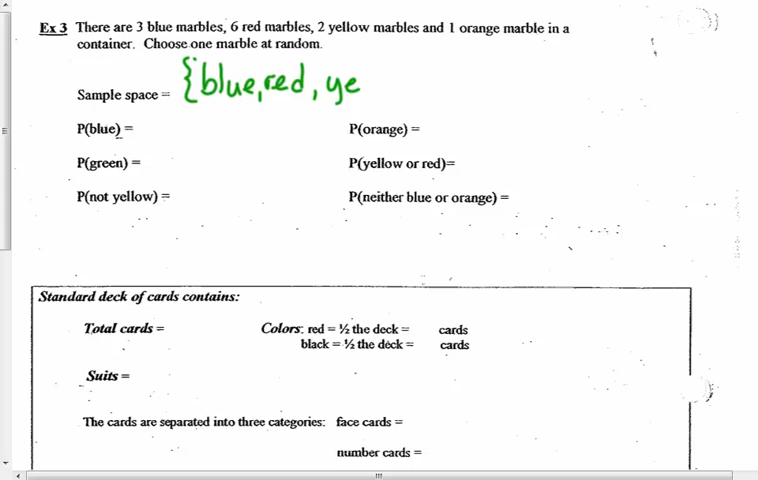 Ex 3 There are 3 blue marbles, 6 red marbles, 2 yellow marbles and 1 orange marble in a
container. Choose one marble at random.
Sample space = {blue, red, ye
P(blue) = P(orange) =
P(green) = P(yellow or red)=
P(not yellow) = P(neither blue or orange) =
Standard deck of cards contains:
Total cards = Colors: red = ½ the deck = cards
black = ½ the deck = cards
Suits =
The cards are separated into three categories: face cards =
number cards =